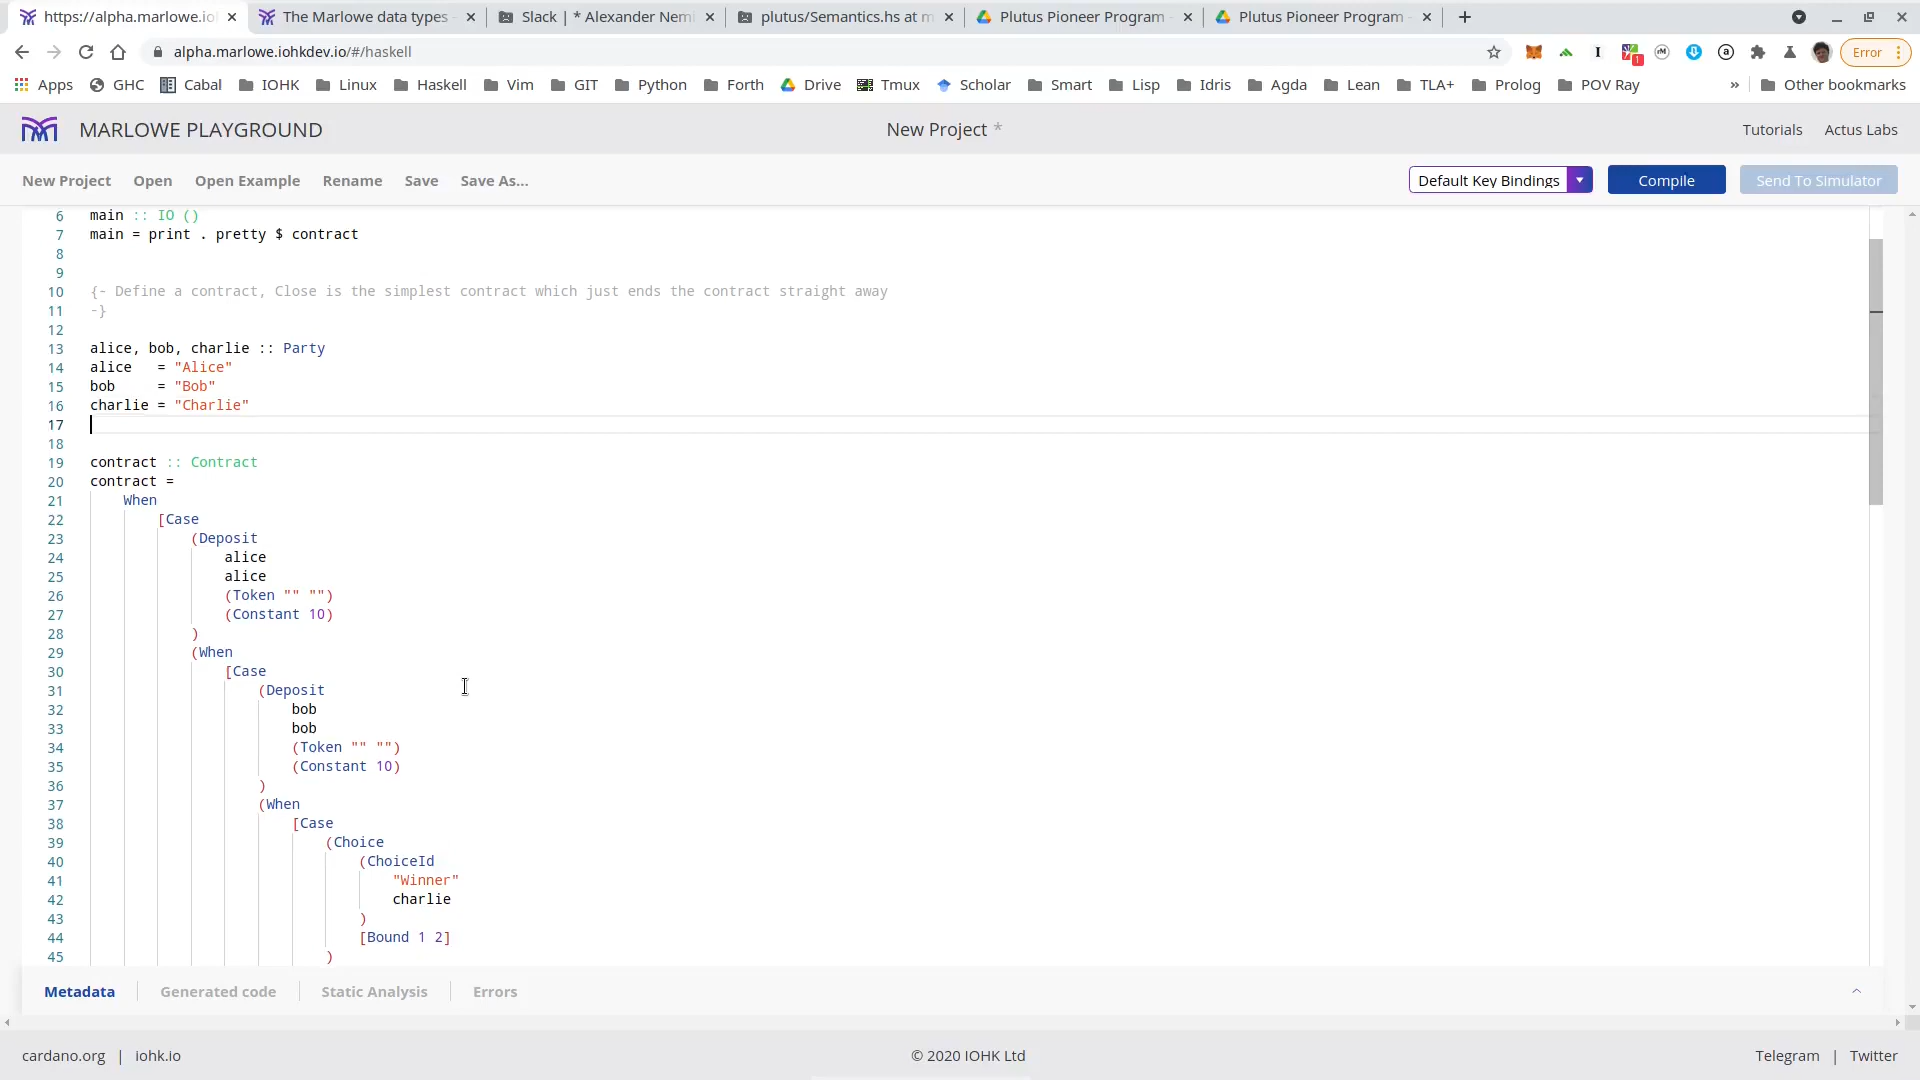 https://alpha.marlowe.io
The Marlowe data types
Slack | * Alexander Nemi
plutus/Semantics.hs at m
Plutus Pioneer Program
Plutus Pioneer Program
alpha.marlowe.iohkdev.io/#/haskell
Error
Apps GHC Cabal IOHK Linux Haskell Vim GIT Python Forth Drive Tmux Scholar Smart Lisp Idris Agda Lean TLA+ Prolog POV Ray » Other bookmarks
MARLOWE PLAYGROUND
New Project *
Tutorials Actus Labs
New Project Open Open Example Rename Save Save As...
Default Key Bindings
Compile
Send To Simulator
6 main :: IO ()
7 main = print . pretty $ contract
8
9
10 {- Define a contract, Close is the simplest contract which just ends the contract straight away
11 -}
12
13 alice, bob, charlie :: Party
14 alice   = "Alice"
15 bob     = "Bob"
16 charlie = "Charlie"
17
18
19 contract :: Contract
20 contract =
21     When
22         [Case
23             (Deposit
24                 alice
25                 alice
26                 (Token "" "")
27                 (Constant 10)
28             )
29             (When
30                 [Case
31                     (Deposit
32                         bob
33                         bob
34                         (Token "" "")
35                         (Constant 10)
36                     )
37                     (When
38                         [Case
39                             (Choice
40                                 (ChoiceId
41                                     "Winner"
42                                     charlie
43                                 )
44                                 [Bound 1 2]
45                             )
Metadata Generated code Static Analysis Errors
cardano.org | iohk.io
© 2020 IOHK Ltd
Telegram | Twitter